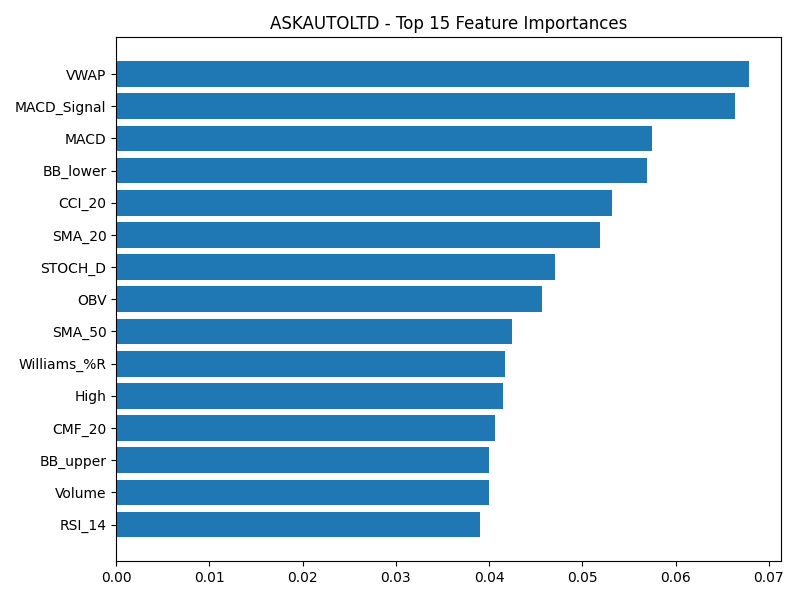 ASKAUTOLTD - Top 15 Feature Importances
VWAP
MACD_Signal
MACD
BB_lower
CCI_20
SMA_20
STOCH_D
OBV
SMA_50
Williams_%R
High
CMF_20
BB_upper
Volume
RSI_14
0.00 0.01 0.02 0.03 0.04 0.05 0.06 0.07